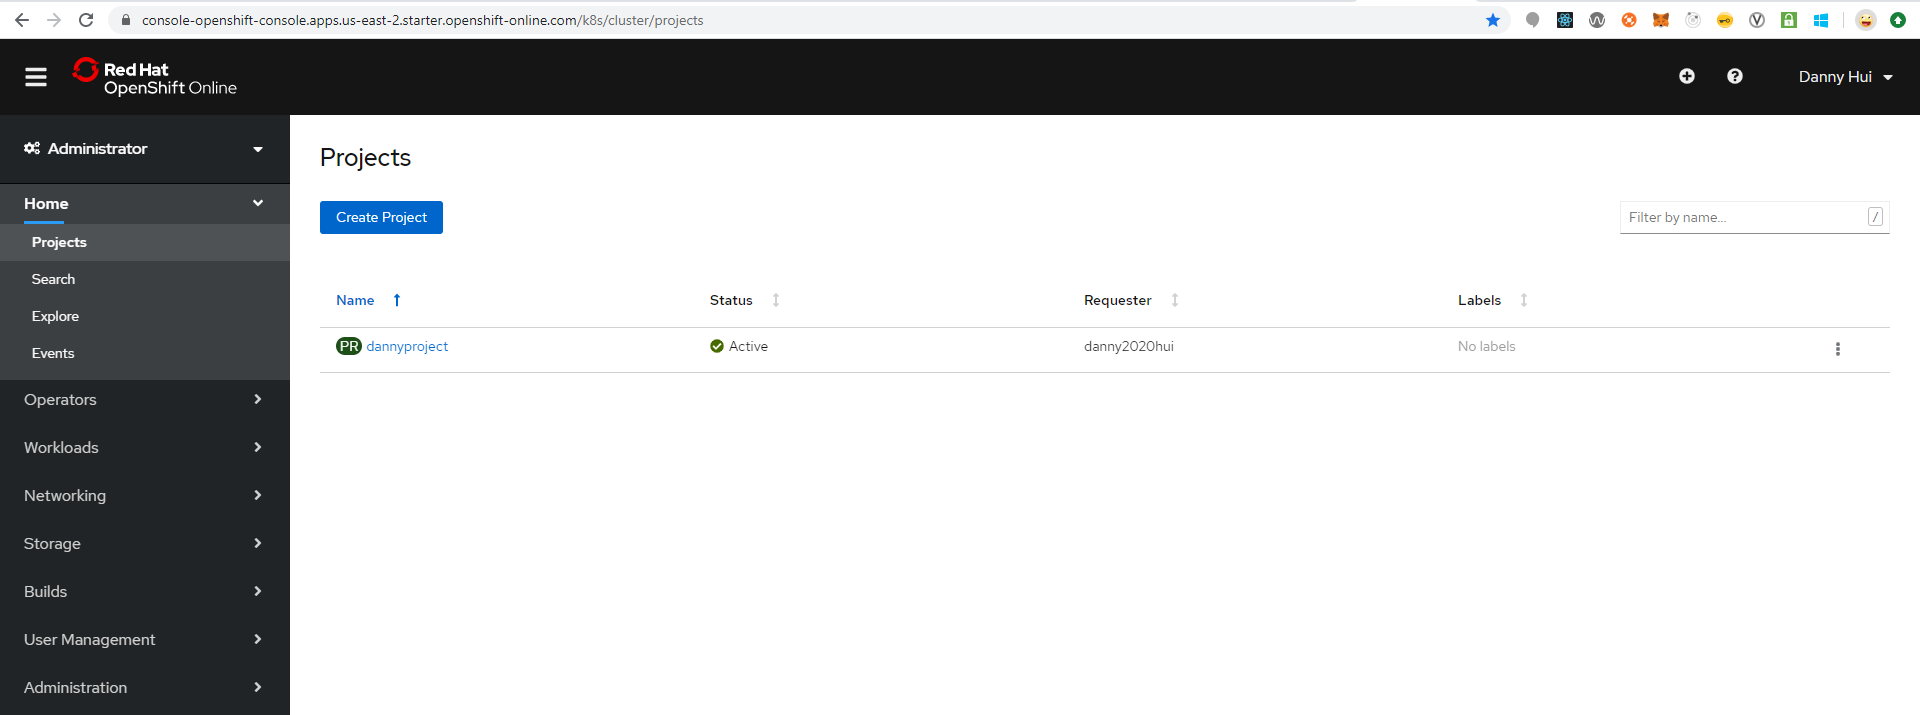 console-openshift-console.apps.us-east-2.starter.openshift-online.com/k8s/cluster/projects
Red Hat
OpenShift Online
Danny Hui
Administrator
Home
Projects
Search
Explore
Events
Operators
Workloads
Networking
Storage
Builds
User Management
Administration
Projects
Create Project
Filter by name...
/
Name Status Requester Labels
PR dannyproject Active danny2020hui No labels